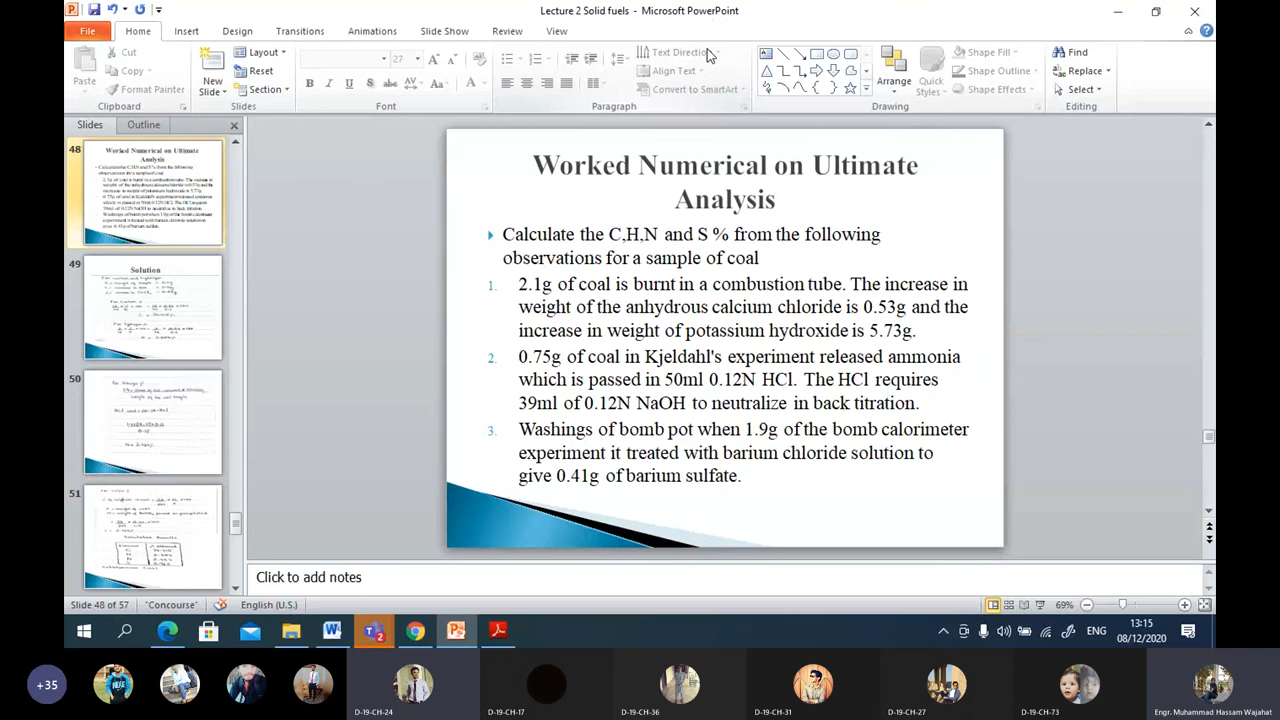 Lecture 2 Solid fuels - Microsoft PowerPoint
File Home Insert Design Transitions Animations Slide Show Review View
Paste
Cut
Copy
Format Painter
Clipboard
New Slide
Layout
Reset
Section
Slides
27
B I U S abc AV Aa A
Font
Text Direction
Align Text
Convert to SmartArt
Paragraph
Arrange
Quick Styles
Shape Fill
Shape Outline
Shape Effects
Drawing
Find
Replace
Select
Editing
Slides Outline
48
Worked Numerical on Ultimate
Analysis
49
Solution
50
51
Worked Numerical on Ultimate
Analysis
Calculate the C,H,N and S % from the following
observations for a sample of coal
1. 2.1g of coal is burnt in a combustion tube. The increase in
weight of the anhydrous calcium chloride is 0.53g and the
increase in weight of potassium hydroxide is 5.73g.
2. 0.75g of coal in Kjeldahl's experiment released ammonia
which is passed in 50ml 0.12N HCl. The HCl requires
39ml of 0.12N NaOH to neutralize in back titration.
3. Washings of bomb pot when 1.9g of the bomb calorimeter
experiment it treated with barium chloride solution to
give 0.41g of barium sulfate.
Click to add notes
Slide 48 of 57 "Concourse" English (U.S.) 69%
ENG
13:15
08/12/2020
+35
D-19-CH-24
D-19-CH-17
D-19-CH-36
D-19-CH-31
D-19-CH-27
D-19-CH-73
Engr. Muhammad Hassam Wajahat